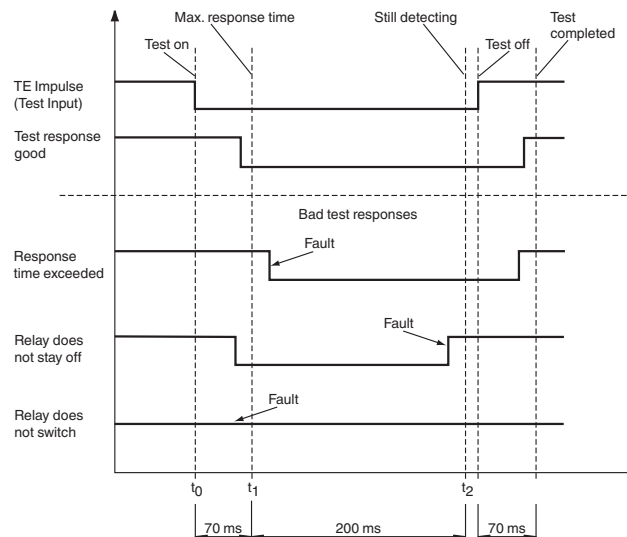 Max. response time
Still detecting
Test
completed
Test on
Test off
TE Impulse
(Test Input)
Test response
good
Bad test responses
Response
time exceeded
Fault
Relay does
not stay off
Fault
Relay does
not switch
Fault
t0
t1
t2
70 ms
200 ms
70 ms